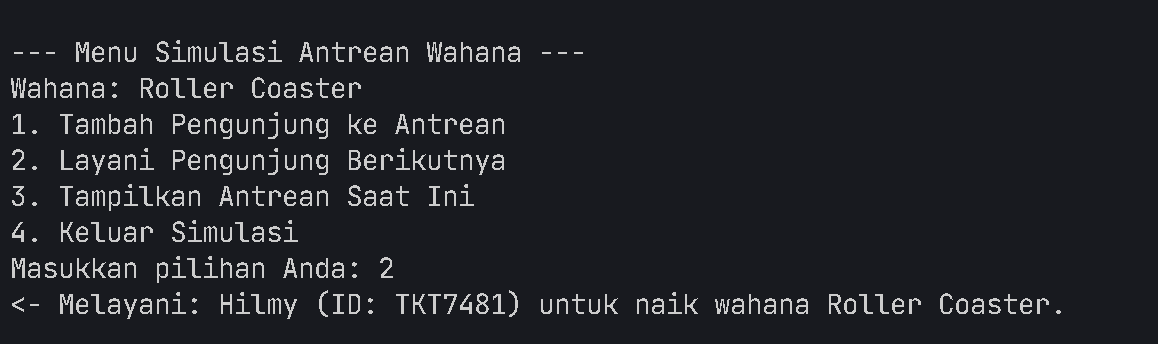 --- Menu Simulasi Antrean Wahana ---
Wahana: Roller Coaster
1. Tambah Pengunjung ke Antrean
2. Layani Pengunjung Berikutnya
3. Tampilkan Antrean Saat Ini
4. Keluar Simulasi
Masukkan pilihan Anda: 2
<- Melayani: Hilmy (ID: TKT7481) untuk naik wahana Roller Coaster.